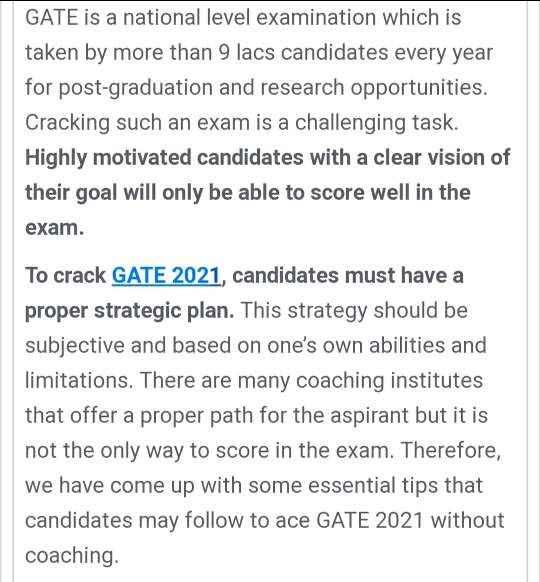 GATE is a national level examination which is
taken by more than 9 lacs candidates every year
for post-graduation and research opportunities.
Cracking such an exam is a challenging task.
Highly motivated candidates with a clear vision of
their goal will only be able to score well in the
exam.
To crack GATE 2021, candidates must have a
proper strategic plan. This strategy should be
subjective and based on one's own abilities and
limitations. There are many coaching institutes
that offer a proper path for the aspirant but it is
not the only way to score in the exam. Therefore,
we have come up with some essential tips that
candidates may follow to ace GATE 2021 without
coaching.